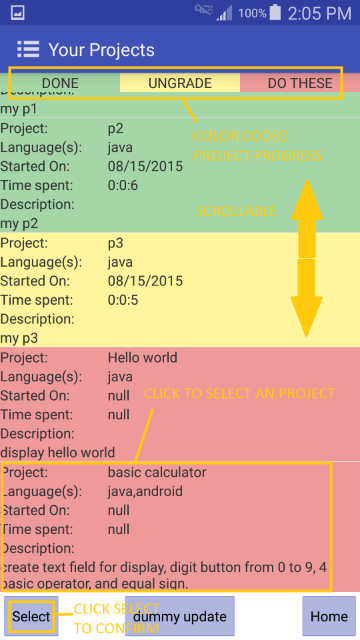 100% 2:05 PM
Your Projects
DONE UNGRADE DO THESE
Description:
my p1
COLOR CODED
PROJECT PROGRESS
Project: p2
Language(s): java
Started On: 08/15/2015
Time spent: 0:0:6
Description:
my p2
SCROLLABLE
Project: p3
Language(s): java
Started On: 08/15/2015
Time spent: 0:0:5
Description:
my p3
Project: Hello world
Language(s): java
Started On: null
Time spent: null
Description:
display hello world
CLICK TO SELECT AN PROJECT
Project: basic calculator
Language(s): java,android
Started On: null
Time spent: null
Description:
create text field for display, digit button from 0 to 9, 4
basic operator, and equal sign.
Select dummy update Home
CLICK SELECT
TO CONFIRM